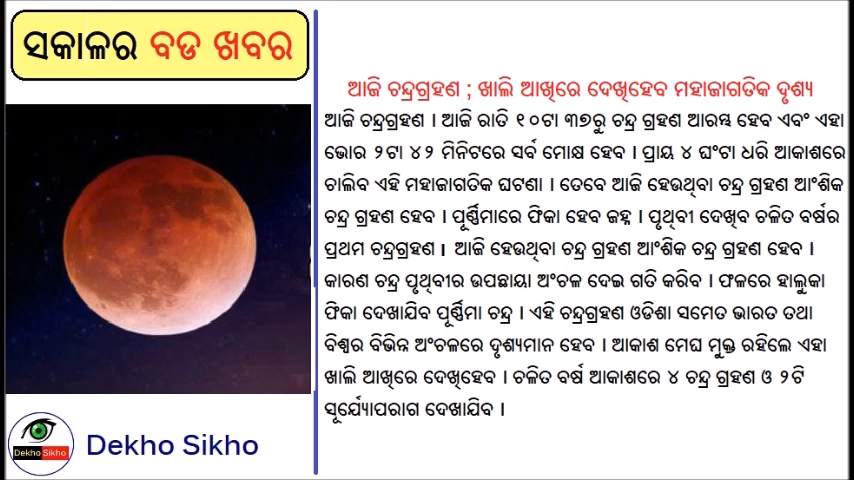 ସକାଳର ବଡ ଖବର
ଆଜି ଚନ୍ଦ୍ରଗ୍ରହଣ ; ଖାଲି ଆଖିରେ ଦେଖିହେବ ମହାଜାଗତିକ ଦୃଶ୍ୟ
ଆଜି ଚନ୍ଦ୍ରଗ୍ରହଣ । ଆଜି ରାତି ୧୦ଟା ୩୭ରୁ ଚନ୍ଦ୍ର ଗ୍ରହଣ ଆରମ୍ଭ ହେବ ଏବଂ ଏହା
ଭୋର ୨ଟା ୪୨ ମିନିଟରେ ସର୍ବ ମୋକ୍ଷ ହେବ । ପ୍ରାୟ ୪ ଘଂଟା ଧରି ଆକାଶରେ
ଚାଲିବ ଏହି ମହାଜାଗତିକ ଘଟଣା । ତେବେ ଆଜି ହେଉଥିବା ଚନ୍ଦ୍ର ଗ୍ରହଣ ଆଂଶିକ
ଚନ୍ଦ୍ର ଗ୍ରହଣ ହେବ । ପୂର୍ଣ୍ଣିମାରେ ଫିକା ହେବ ଜହ୍ନ । ପୃଥିବୀ ଦେଖିବ ଚଳିତ ବର୍ଷର
ପ୍ରଥମ ଚନ୍ଦ୍ରଗ୍ରହଣ । ଆଜି ହେଉଥିବା ଚନ୍ଦ୍ର ଗ୍ରହଣ ଆଂଶିକ ଚନ୍ଦ୍ର ଗ୍ରହଣ ହେବ ।
କାରଣ ଚନ୍ଦ୍ର ପୃଥିବୀର ଉପଛାୟା ଅଂଚଳ ଦେଇ ଗତି କରିବ । ଫଳରେ ହାଲୁକା
ଫିକା ଦେଖାଯିବ ପୂର୍ଣ୍ଣିମା ଚନ୍ଦ୍ର । ଏହି ଚନ୍ଦ୍ରଗ୍ରହଣ ଓଡିଶା ସମେତ ଭାରତ ତଥା
ବିଶ୍ୱର ବିଭିନ୍ନ ଅଂଚଳରେ ଦୃଶ୍ୟମାନ ହେବ । ଆକାଶ ମେଘ ମୁକ୍ତ ରହିଲେ ଏହା
ଖାଲି ଆଖିରେ ଦେଖିହେବ । ଚଳିତ ବର୍ଷ ଆକାଶରେ ୪ ଚନ୍ଦ୍ର ଗ୍ରହଣ ଓ ୨ଟି
ସୂର୍ଯ୍ୟୋପରାଗ ଦେଖାଯିବ ।
Dekho Sikho
Dekho Sikho